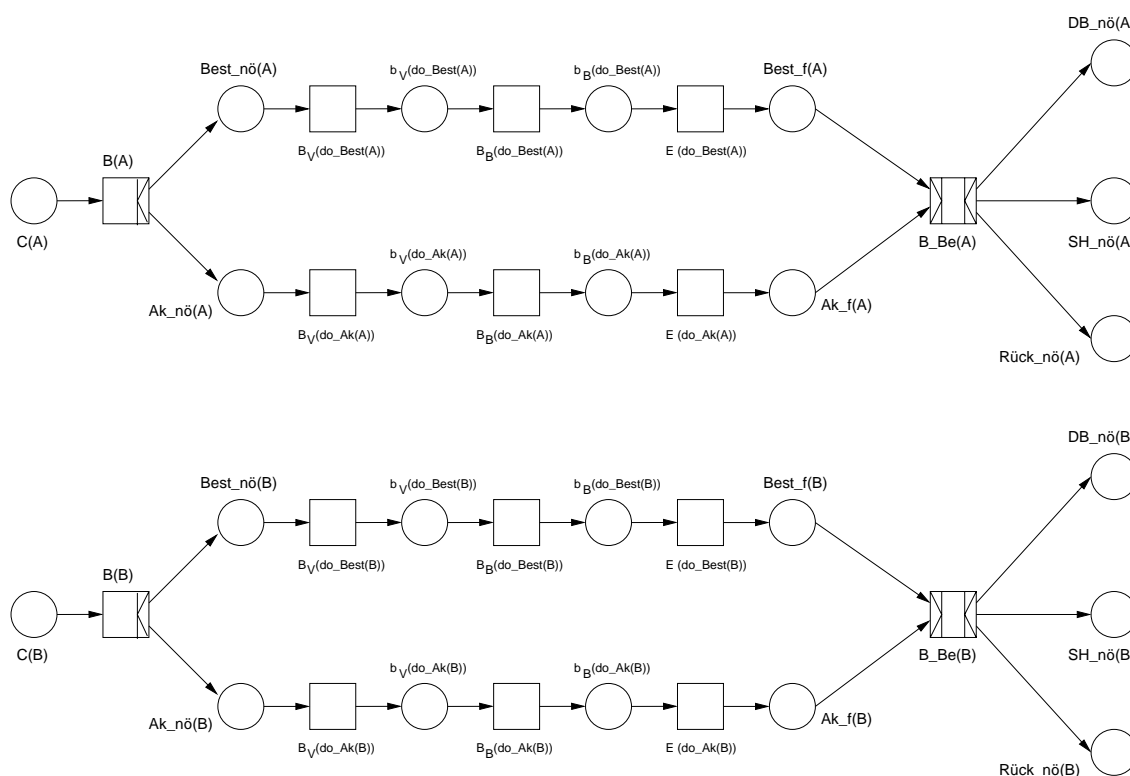 DB_nö(A
Best_nö(A) b_V(do_Best(A)) b_B(do_Best(A)) Best_f(A)
B_V(do_Best(A)) B_B(do_Best(A)) E (do_Best(A))
B(A)
C(A) B_Be(A) SH_nö(A
b_V(do_Ak(A)) b_B(do_Ak(A))
Ak_nö(A) Ak_f(A)
B_V(do_Ak(A)) B_B(do_Ak(A)) E (do_Ak(A))
Rück_nö(A)
DB_nö(B
Best_nö(B) b_V(do_Best(B)) b_B(do_Best(B)) Best_f(B)
B_V(do_Best(B)) B_B(do_Best(B)) E (do_Best(B))
B(B)
C(B) B_Be(B) SH_nö(B
b_V(do_Ak(B)) b_B(do_Ak(B))
Ak_nö(B) Ak_f(B)
B_V(do_Ak(B)) B_B(do_Ak(B)) E (do_Ak(B))
Rück_nö(B)